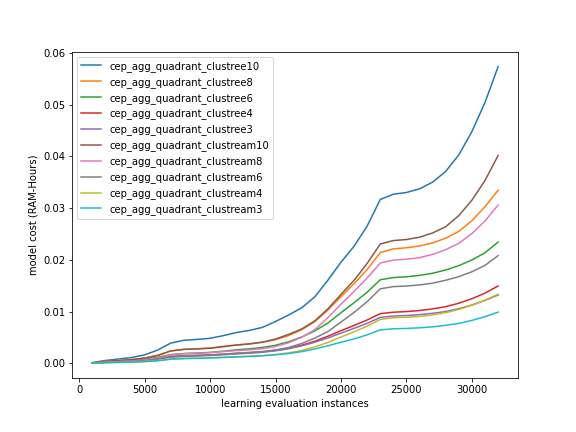 0.06
0.05
0.04
0.03
0.02
0.01
0.00
model cost (RAM-Hours)
cep_agg_quadrant_clustree10
cep_agg_quadrant_clustree8
cep_agg_quadrant_clustree6
cep_agg_quadrant_clustree4
cep_agg_quadrant_clustree3
cep_agg_quadrant_clustream10
cep_agg_quadrant_clustream8
cep_agg_quadrant_clustream6
cep_agg_quadrant_clustream4
cep_agg_quadrant_clustream3
0 5000 10000 15000 20000 25000 30000
learning evaluation instances